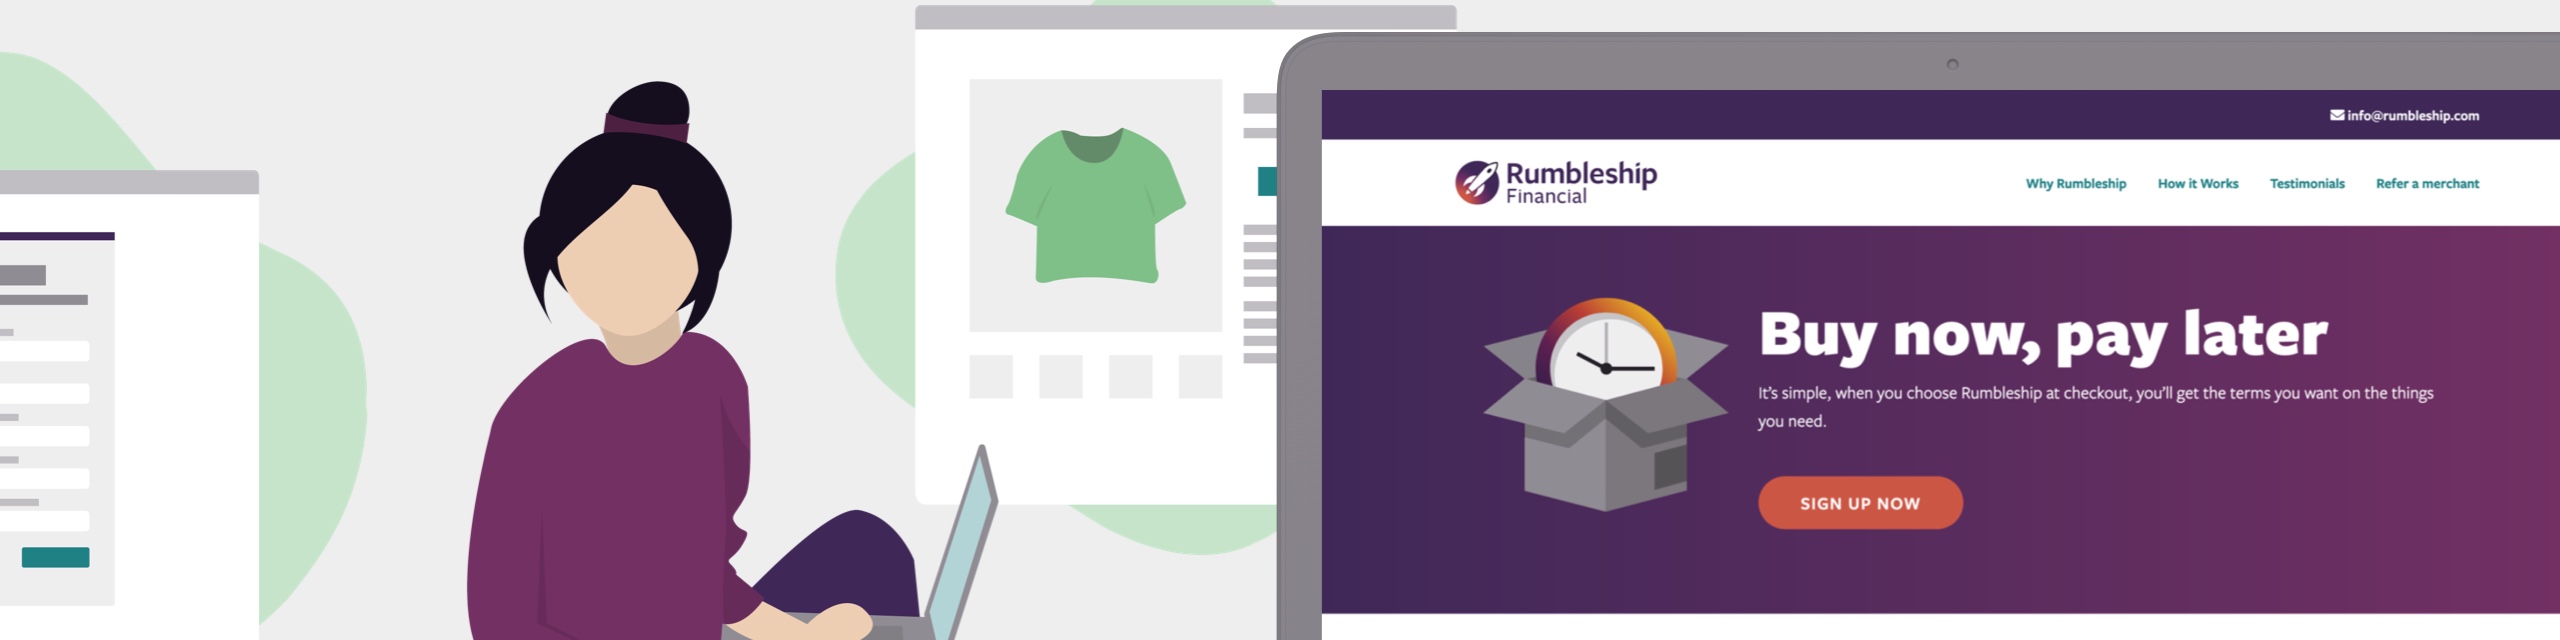 info@rumbleship.com
Rumbleship
Financial
Why Rumbleship How it Works Testimonials Refer a merchant
Buy now, pay later
It's simple, when you choose Rumbleship at checkout, you'll get the terms you want on the things
you need.
SIGN UP NOW